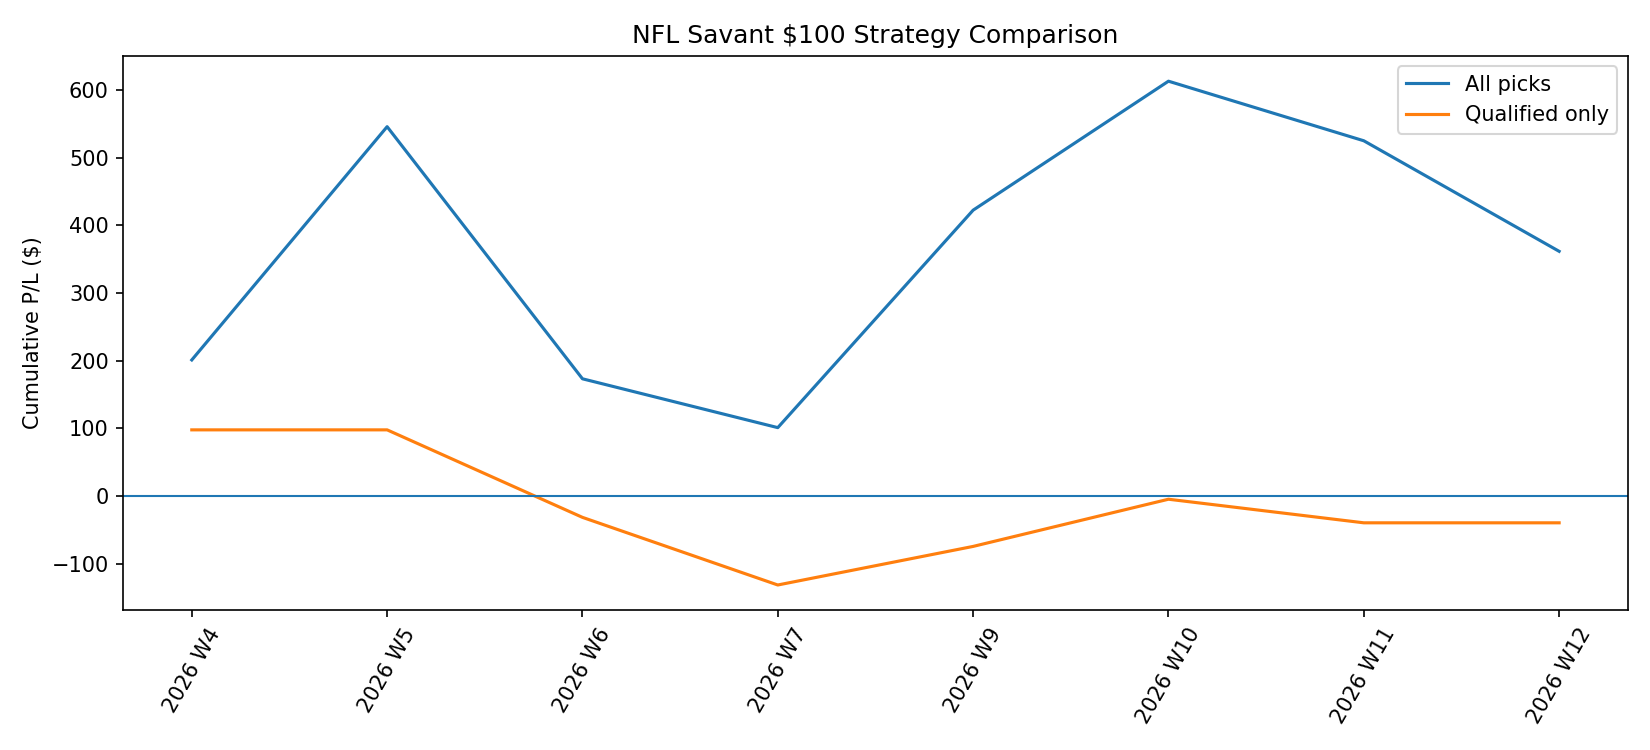 NFL Savant $100 Strategy Comparison
All picks
Qualified only
Cumulative P/L ($)
600
500
400
300
200
100
0
−100
2026 W4
2026 W5
2026 W6
2026 W7
2026 W9
2026 W10
2026 W11
2026 W12